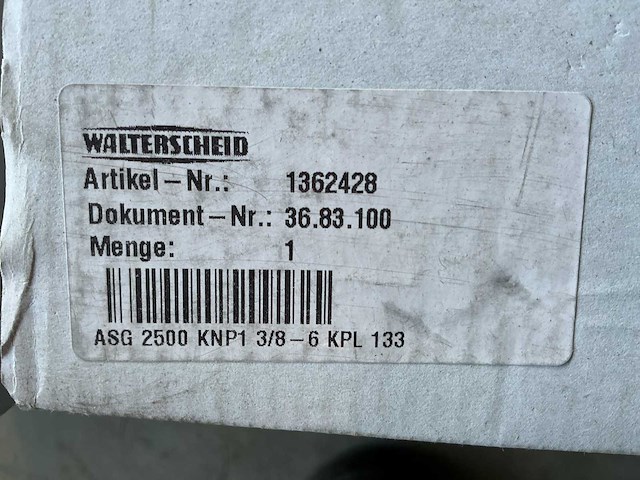 WALTERSCHEID
Artikel-Nr.: 1362428
Dokument-Nr.: 36.83.100
Menge: 1
ASG 2500 KNP1 3/8-6 KPL 133